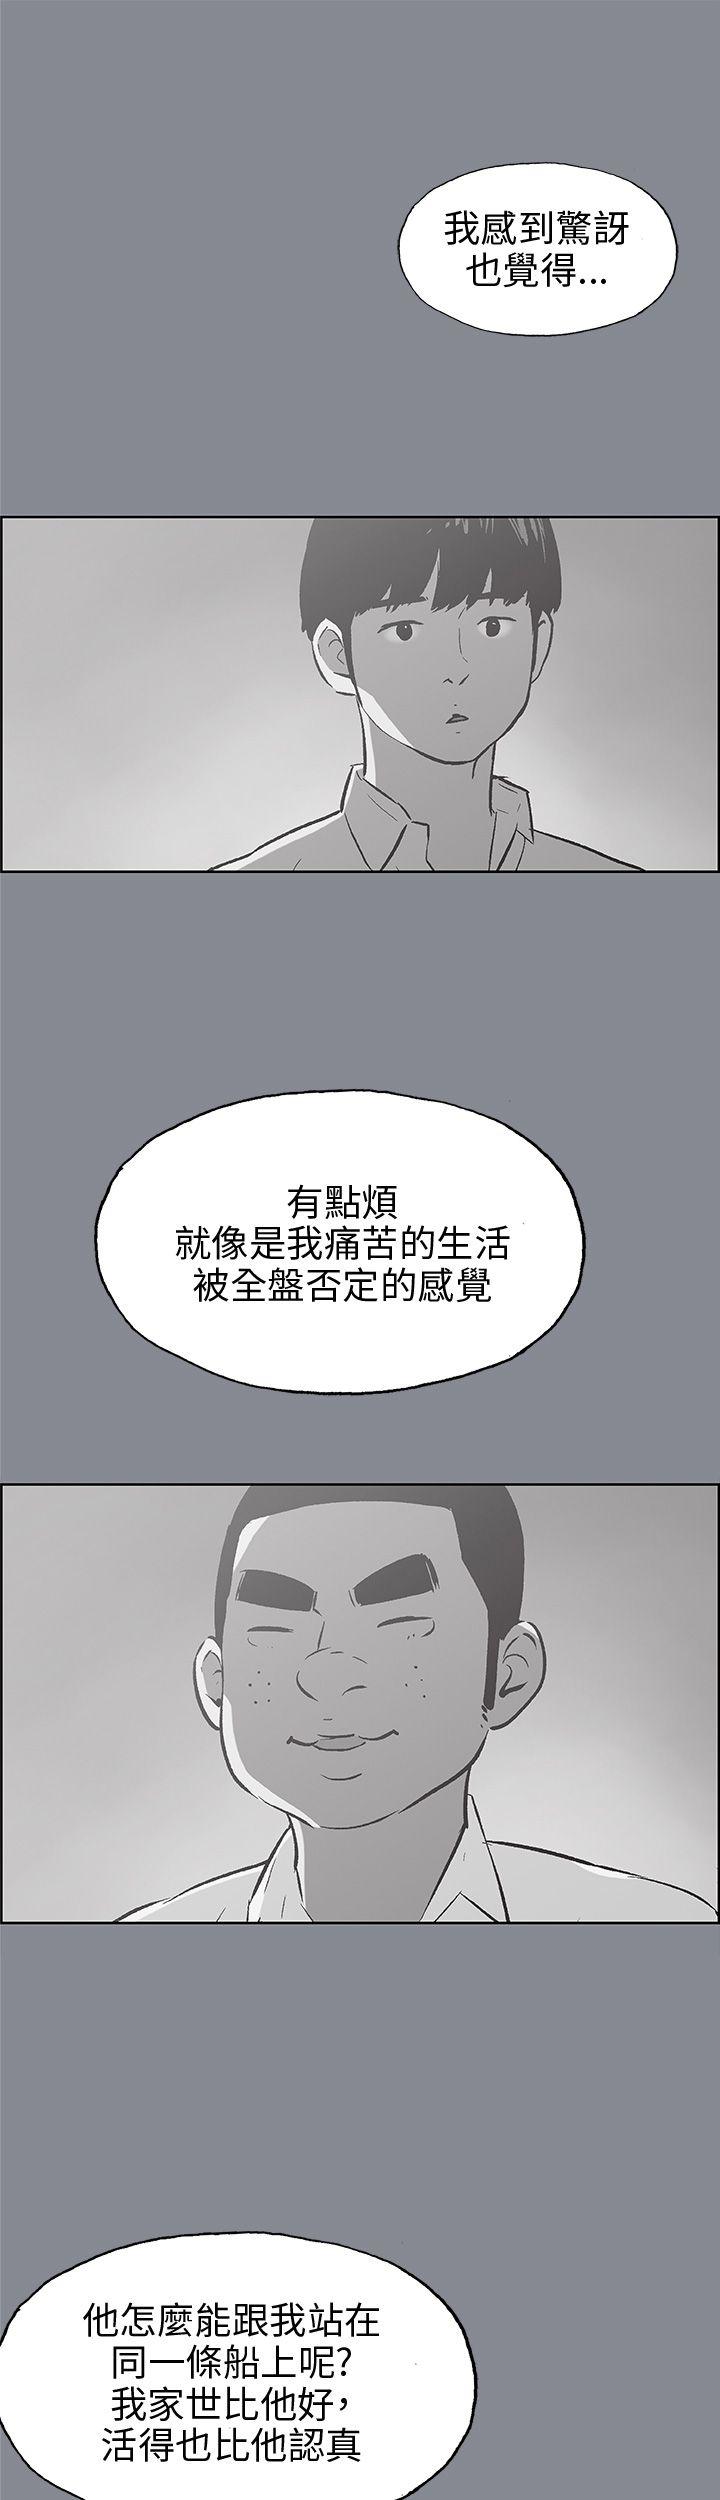 我感到驚訝
也覺得...
有點煩
就像是我痛苦的生活
被全盤否定的感覺
他怎麼能跟我站在
同一條船上呢?
我家世比他好，
活得也比他認真